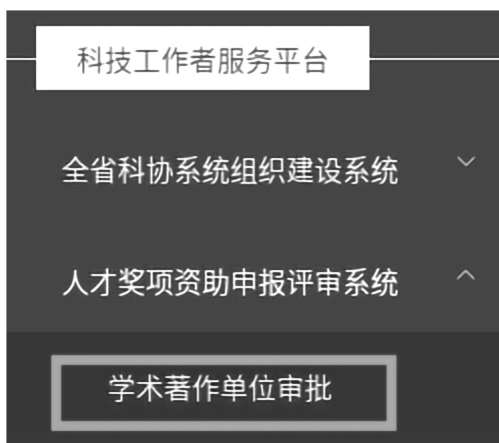 科技工作者服务平台
全省科协系统组织建设系统
人才奖项资助申报评审系统
学术著作单位审批